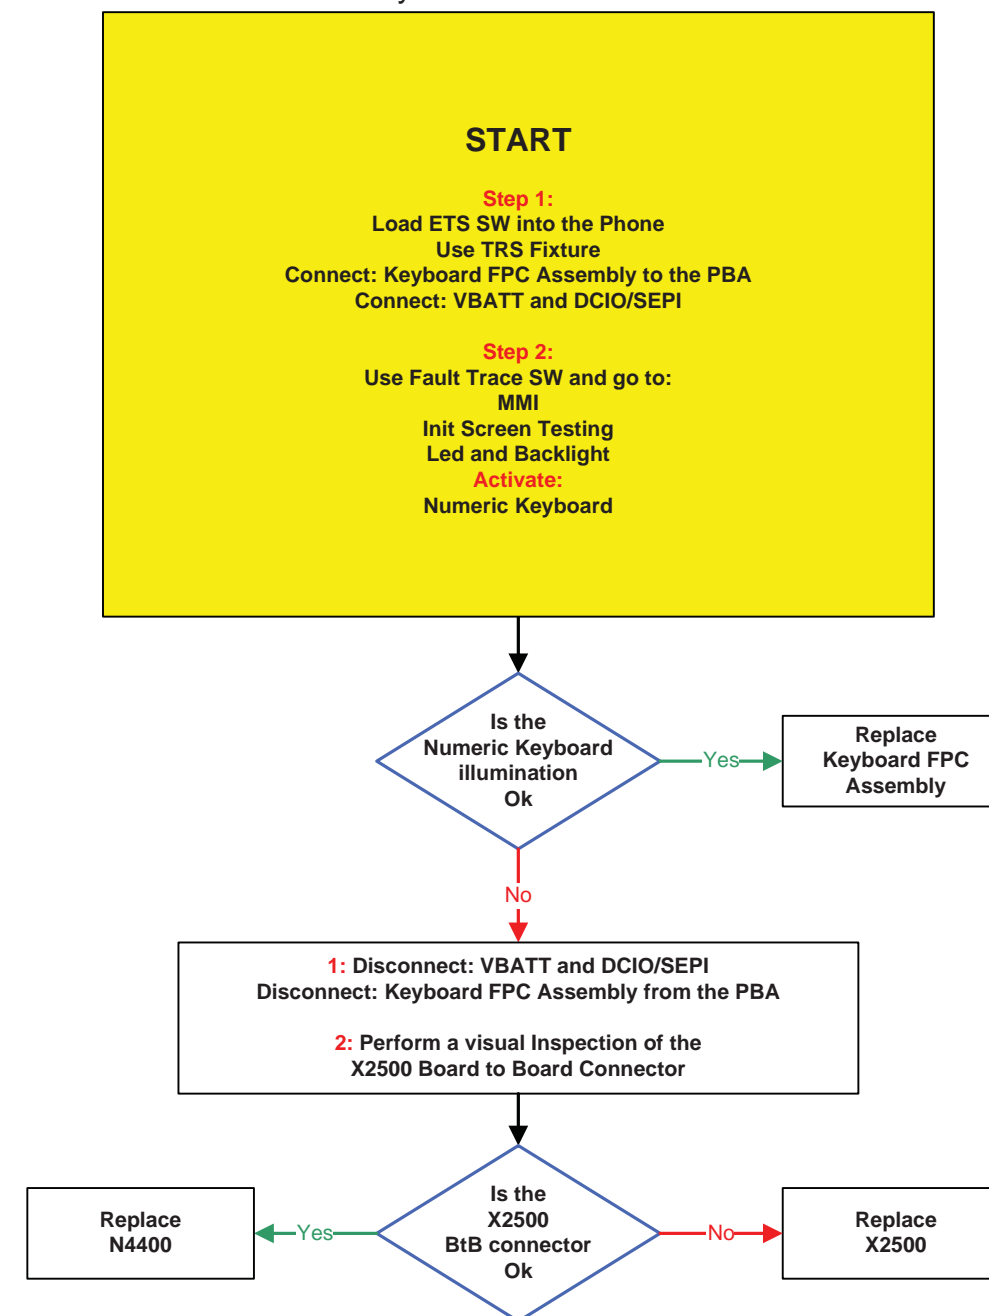 START
Step 1:
Load ETS SW into the Phone
Use TRS Fixture
Connect: Keyboard FPC Assembly to the PBA
Connect: VBATT and DCIO/SEPI
Step 2:
Use Fault Trace SW and go to:
MMI
Init Screen Testing
Led and Backlight
Activate:
Numeric Keyboard
Is the
Numeric Keyboard
illumination
Ok
Yes
Replace
Keyboard FPC
Assembly
No
1: Disconnect: VBATT and DCIO/SEPI
Disconnect: Keyboard FPC Assembly from the PBA
2: Perform a visual Inspection of the
X2500 Board to Board Connector
Replace
N4400
Yes
Is the
X2500
BtB connector
Ok
No
Replace
X2500